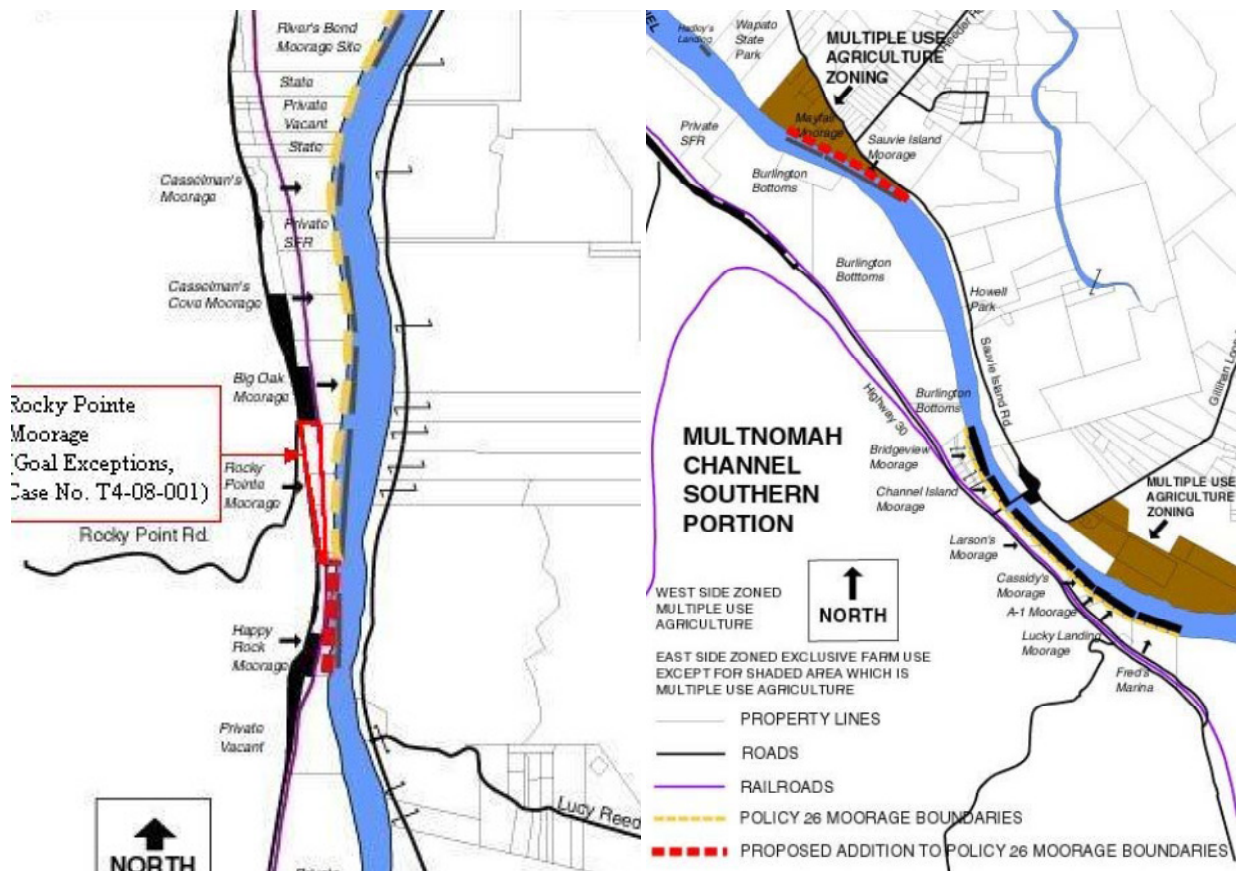 River's Bend
Moorage Site
State
Private
Vacant
State
Casselman's
Moorage
Private
SFR
Casselman's
Cove Moorage
Big Oak
Moorage
Rocky Pointe
Moorage
(Goal Exceptions,
Case No. T4-08-001)
Rocky
Pointe
Moorage
Rocky Point Rd.
Happy
Rock
Moorage
Private
Vacant
Lucy Reed
NORTH
Private
Hadley's
Landing
Wapato
State
Park
MULTIPLE USE
AGRICULTURE
ZONING
Mayfair
Moorage
Sauvie Island
Moorage
Private
SFR
Burlington
Bottoms
Burlington
Botttoms
Howell
Park
Sauvie Island Rd.
Gillihan Loop
Highway 30
Burlington
Bottoms
Bridgeview
Moorage
Channel Island
Moorage
Larson's
Moorage
Cassidy's
Moorage
A-1 Moorage
Lucky Landing
Moorage
Fred's
Marina
MULTIPLE USE
AGRICULTURE
ZONING
MULTNOMAH
CHANNEL
SOUTHERN
PORTION
WEST SIDE ZONED
MULTIPLE USE
AGRICULTURE
NORTH
EAST SIDE ZONED EXCLUSIVE FARM USE
EXCEPT FOR SHADED AREA WHICH IS
MULTIPLE USE AGRICULTURE
PROPERTY LINES
ROADS
RAILROADS
POLICY 26 MOORAGE BOUNDARIES
PROPOSED ADDITION TO POLICY 26 MOORAGE BOUNDARIES